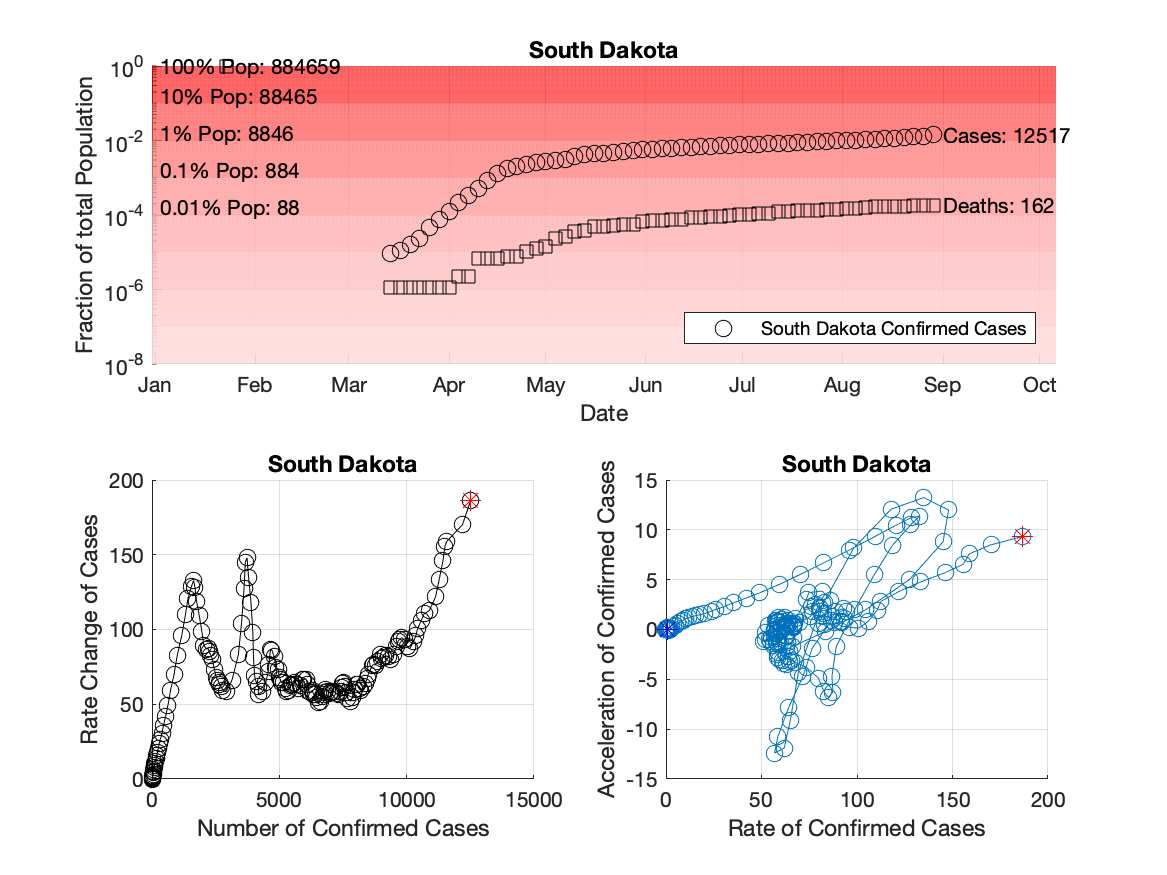 South Dakota
10^0
10^-2
10^-4
10^-6
10^-8
Fraction of total Population
100% Pop: 884659
10% Pop: 88465
1% Pop: 8846
0.1% Pop: 884
0.01% Pop: 88
Cases: 12517
Deaths: 162
South Dakota Confirmed Cases
Jan Feb Mar Apr May Jun Jul Aug Sep Oct
Date
South Dakota
200
150
100
50
0
Rate Change of Cases
0 5000 10000 15000
Number of Confirmed Cases
South Dakota
15
10
5
0
-5
-10
-15
Acceleration of Confirmed Cases
0 50 100 150 200
Rate of Confirmed Cases